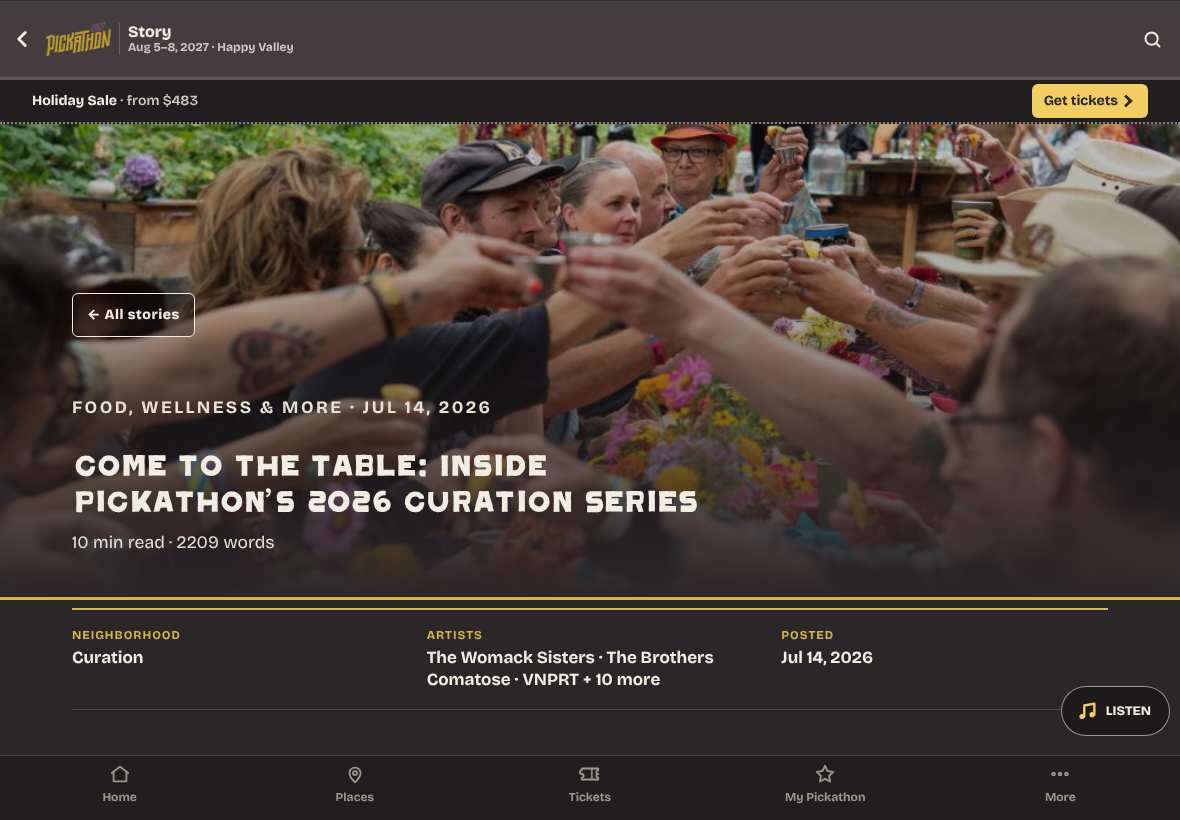 PICKATHON
Story
Aug 5–8, 2027 · Happy Valley
Holiday Sale · from $483
Get tickets
← All stories
FOOD, WELLNESS & MORE · JUL 14, 2026
COME TO THE TABLE: INSIDE
PICKATHON’S 2026 CURATION SERIES
10 min read · 2209 words
NEIGHBORHOOD
Curation
ARTISTS
The Womack Sisters · The Brothers
Comatose · VNPRT + 10 more
POSTED
Jul 14, 2026
LISTEN
Home
Places
Tickets
My Pickathon
More